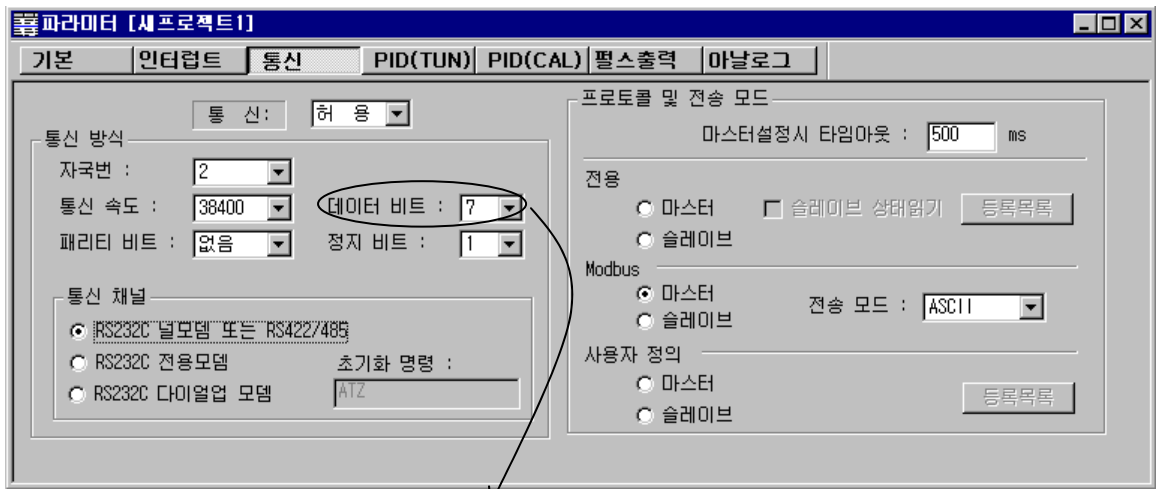 파라미터 [새프로젝트1]
기본 인터럽트 통신 PID(TUN) PID(CAL) 펄스출력 아날로그
통 신: 허 용
통신 방식
자국번 : 2
통신 속도 : 38400 데이터 비트 : 7
패리티 비트 : 없음 정지 비트 : 1
통신 채널
RS232C 널모뎀 또는 RS422/485
RS232C 전용모뎀 초기화 명령 :
RS232C 다이얼업 모뎀 ATZ
프로토콜 및 전송 모드
마스터설정시 타임아웃 : 500 ms
전용
마스터 슬레이브 상태읽기 등록목록
슬레이브
Modbus
마스터 전송 모드 : ASCII
슬레이브
사용자 정의
마스터 등록목록
슬레이브